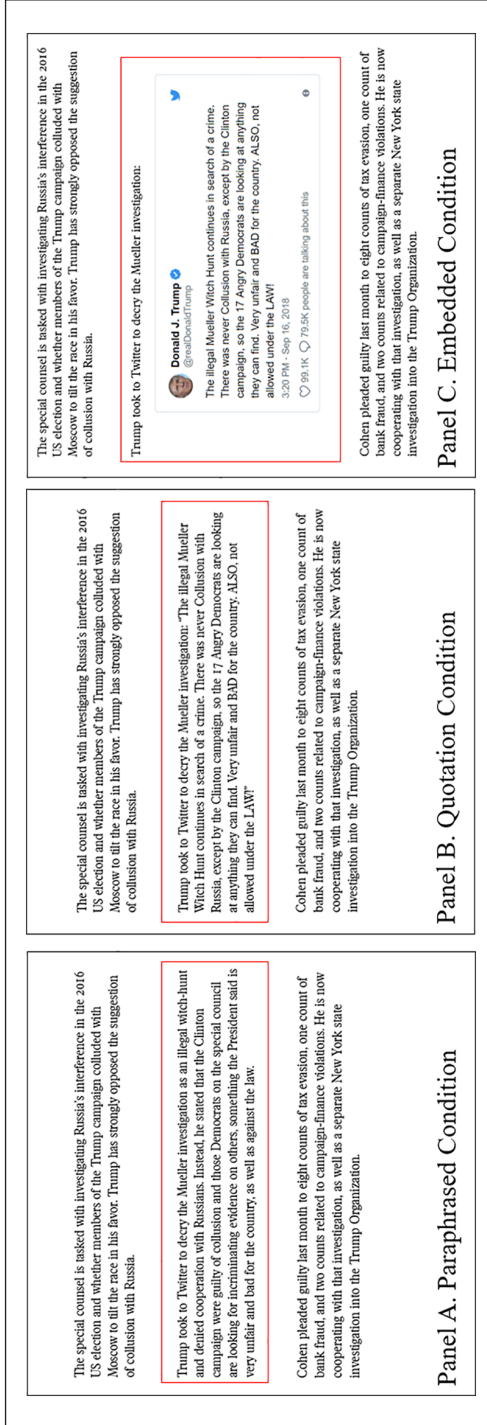 The special counsel is tasked with investigating Russia's interference in the 2016
US election and whether members of the Trump campaign colluded with
Moscow to tilt the race in his favor. Trump has strongly opposed the suggestion
of collusion with Russia.
Trump took to Twitter to decry the Mueller investigation as an illegal witch-hunt
and denied cooperation with Russians. Instead, he stated that the Clinton
campaign were guilty of collusion and those Democrats on the special council
are looking for incriminating evidence on others, something the President said is
very unfair and bad for the country, as well as against the law.
Cohen pleaded guilty last month to eight counts of tax evasion, one count of
bank fraud, and two counts related to campaign-finance violations. He is now
cooperating with that investigation, as well as a separate New York state
investigation into the Trump Organization.
Panel A. Paraphrased Condition
The special counsel is tasked with investigating Russia's interference in the 2016
US election and whether members of the Trump campaign colluded with
Moscow to tilt the race in his favor. Trump has strongly opposed the suggestion
of collusion with Russia.
Trump took to Twitter to decry the Mueller investigation: "The illegal Mueller
Witch Hunt continues in search of a crime. There was never Collusion with
Russia, except by the Clinton campaign, so the 17 Angry Democrats are looking
at anything they can find. Very unfair and BAD for the country. ALSO, not
allowed under the LAW!"
Cohen pleaded guilty last month to eight counts of tax evasion, one count of
bank fraud, and two counts related to campaign-finance violations. He is now
cooperating with that investigation, as well as a separate New York state
investigation into the Trump Organization.
Panel B. Quotation Condition
The special counsel is tasked with investigating Russia's interference in the 2016
US election and whether members of the Trump campaign colluded with
Moscow to tilt the race in his favor. Trump has strongly opposed the suggestion
of collusion with Russia.
Trump took to Twitter to decry the Mueller investigation:
Donald J. Trump
@realDonaldTrump
The illegal Mueller Witch Hunt continues in search of a crime.
There was never Collusion with Russia, except by the Clinton
campaign, so the 17 Angry Democrats are looking at anything
they can find. Very unfair and BAD for the country. ALSO, not
allowed under the LAW!
3:20 PM - Sep 16, 2018
99.1K 79.5K people are talking about this
Cohen pleaded guilty last month to eight counts of tax evasion, one count of
bank fraud, and two counts related to campaign-finance violations. He is now
cooperating with that investigation, as well as a separate New York state
investigation into the Trump Organization.
Panel C. Embedded Condition